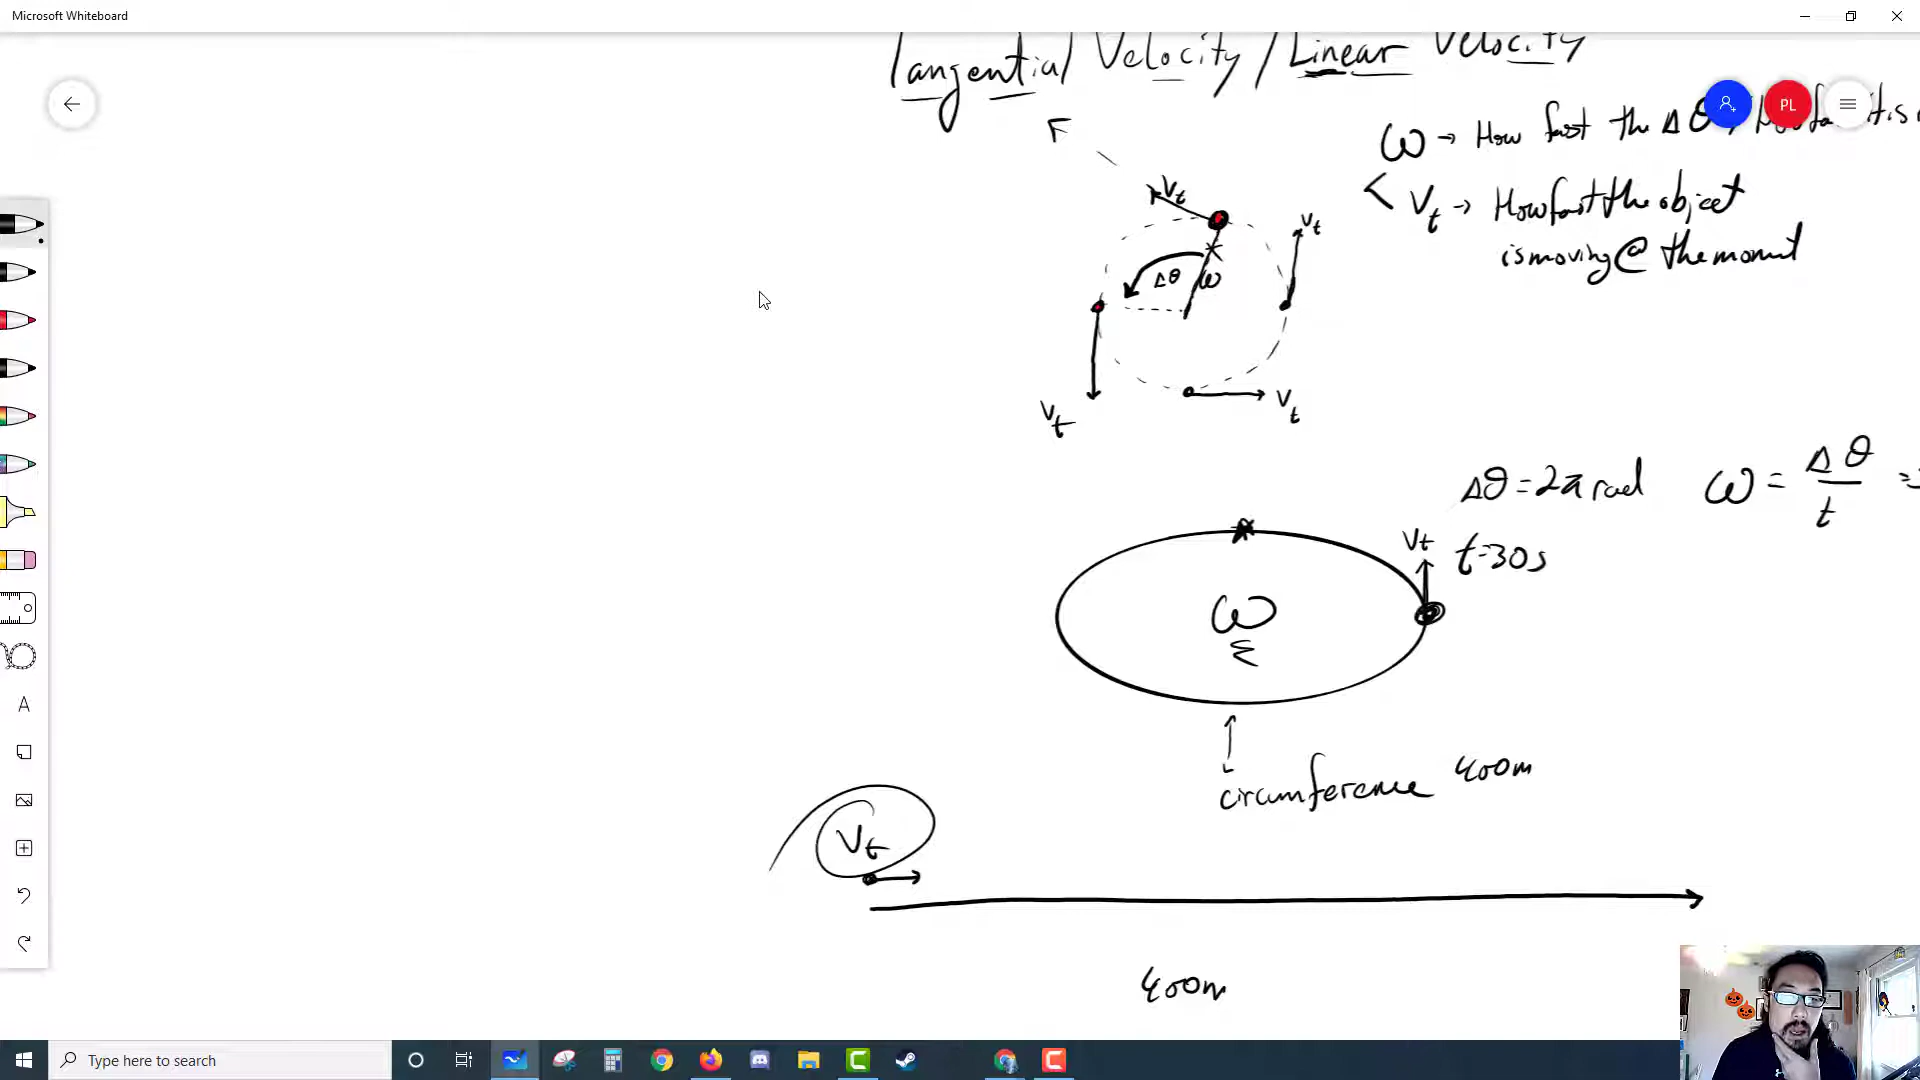 Microsoft Whiteboard
Tangential Velocity / Linear Velocity
PL
ω → How fast the Δθ
Vt → How fast the object
is moving @ the moment
Vt
Vt
Δθ
ω
Vt
Vt
Δθ = 2π rad
ω = Δθ / t =
t = 30s
Vt
ω
circumference 400m
Vt
400m
A
Type here to search